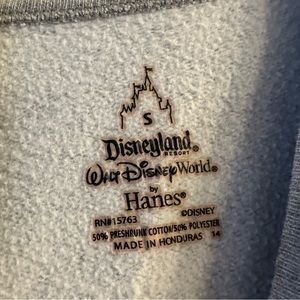 S
Disneyland®
RESORT
Walt Disney World®
by
Hanes®
RN#15763 ©DISNEY
50% PRESHRUNK COTTON/50% POLYESTER
MADE IN HONDURAS 14